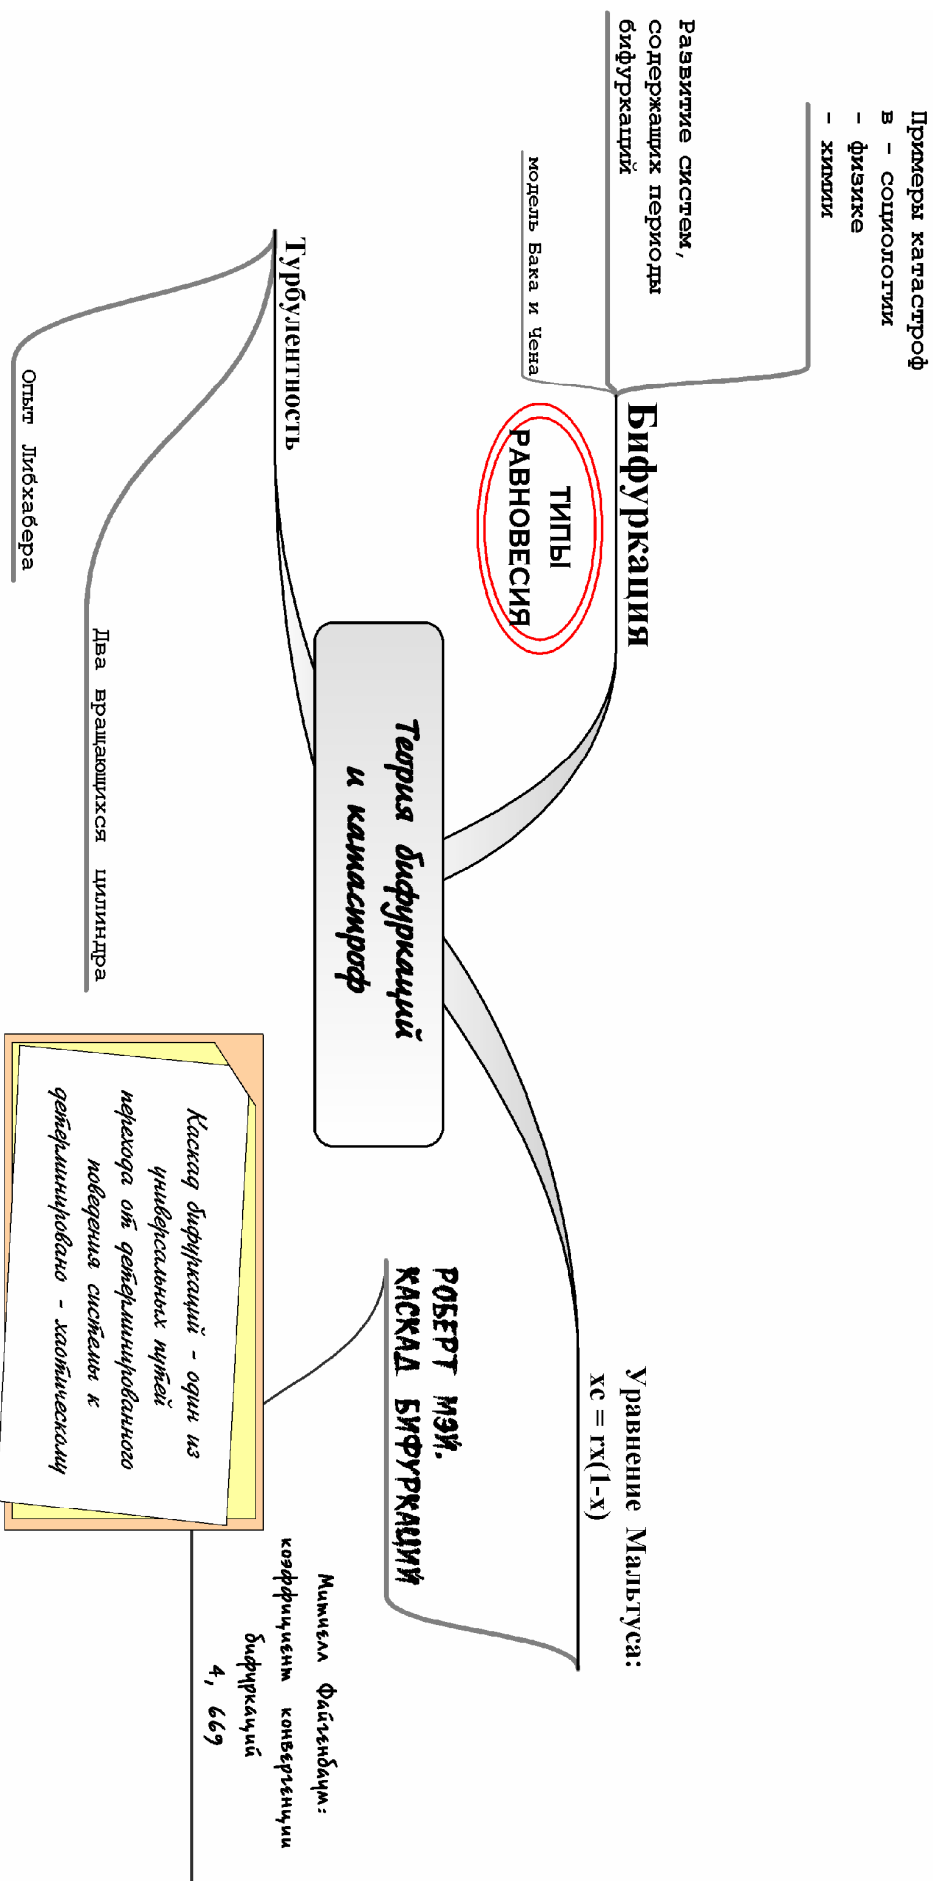 Примеры катастроф
в - социологии
- физике
- химии
Развитие систем,
содержащих периоды
бифуркаций
модель Бака и Чена
Бифуркация
ТИПЫ
РАВНОВЕСИЯ
Турбулентность
Опыт Либхабера
Два вращающихся цилиндра
Теория бифуркаций
и катастроф
Уравнение Мальтуса:
xc = rx(1-x)
РОБЕРТ МЭЙ.
КАСКАД БИФУРКАЦИЙ
Каскад бифуркаций - один из
универсальных путей
перехода от детерминированного
поведения системы к
детерминировано - хаотическому
Митчелл Файгенбаум:
коэффициент конвергенции
бифуркаций
4, 669